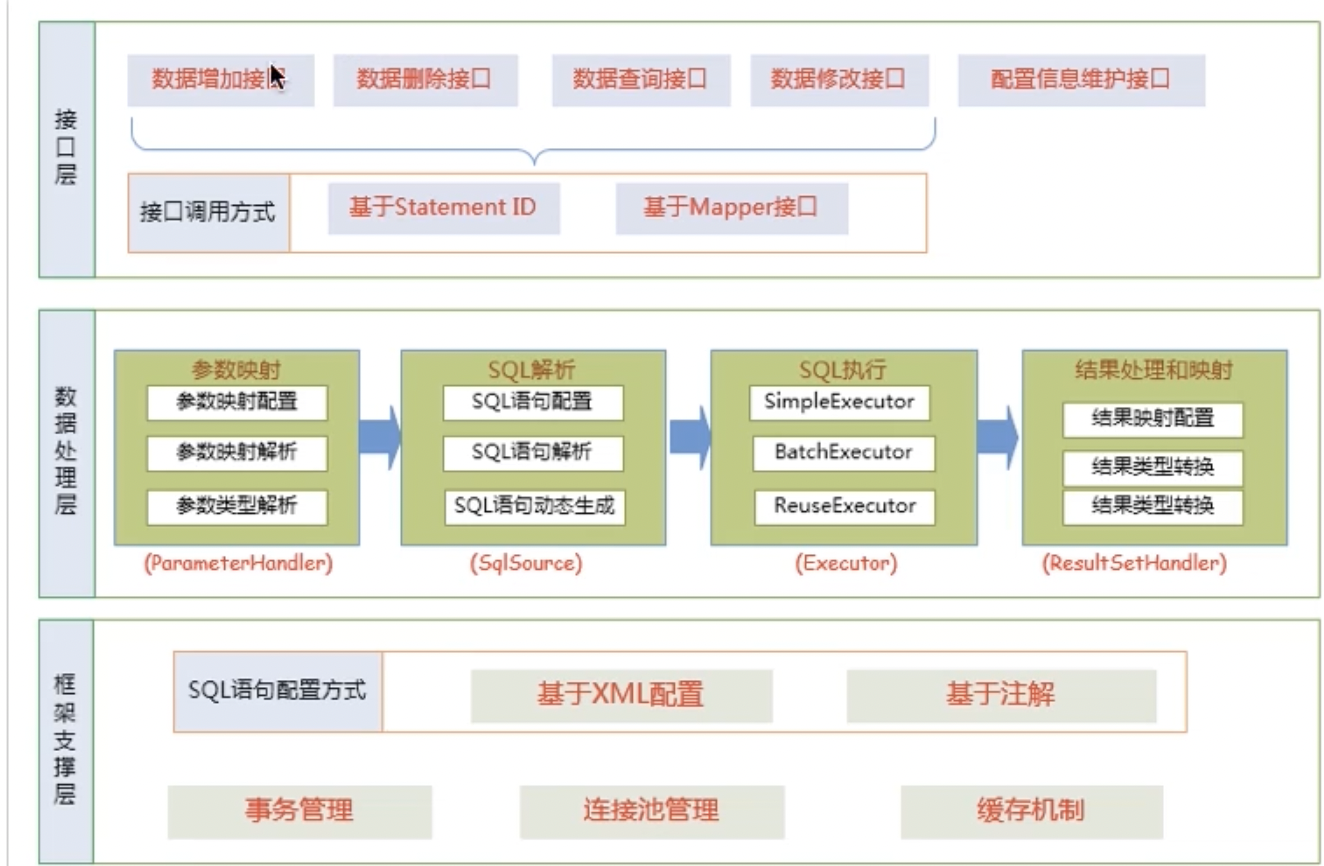 接口层
数据增加接口
数据删除接口
数据查询接口
数据修改接口
配置信息维护接口
接口调用方式
基于Statement ID
基于Mapper接口
数据处理层
参数映射
参数映射配置
参数映射解析
参数类型解析
(ParameterHandler)
SQL解析
SQL语句配置
SQL语句解析
SQL语句动态生成
(SqlSource)
SQL执行
SimpleExecutor
BatchExecutor
ReuseExecutor
(Executor)
结果处理和映射
结果映射配置
结果类型转换
结果类型转换
(ResultSetHandler)
框架支撑层
SQL语句配置方式
基于XML配置
基于注解
事务管理
连接池管理
缓存机制